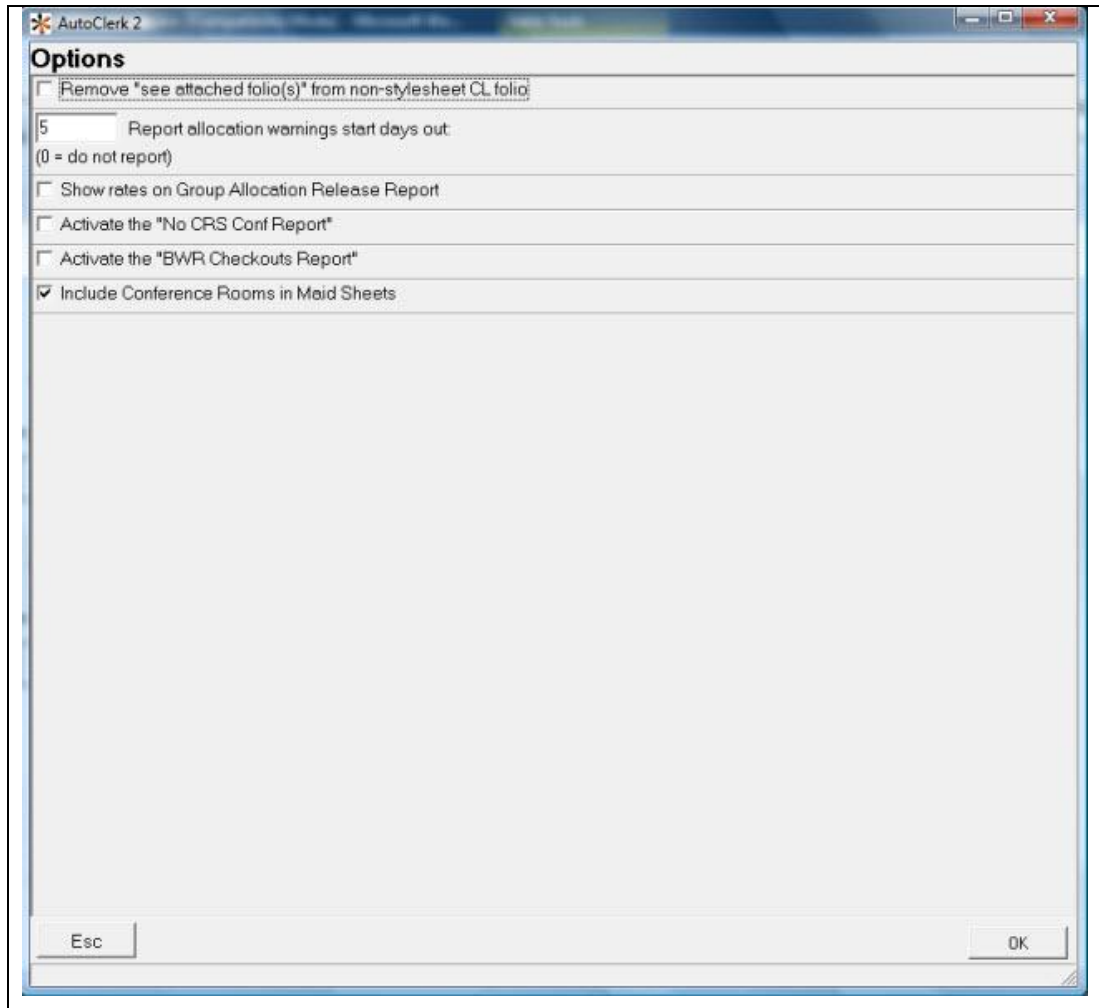 AutoClerk 2
Options
Remove "see attached folio(s)" from non-stylesheet CL folio
5 Report allocation warnings start days out:
(0 = do not report)
Show rates on Group Allocation Release Report
Activate the "No CRS Conf Report"
Activate the "BWR Checkouts Report"
Include Conference Rooms in Maid Sheets
Esc OK